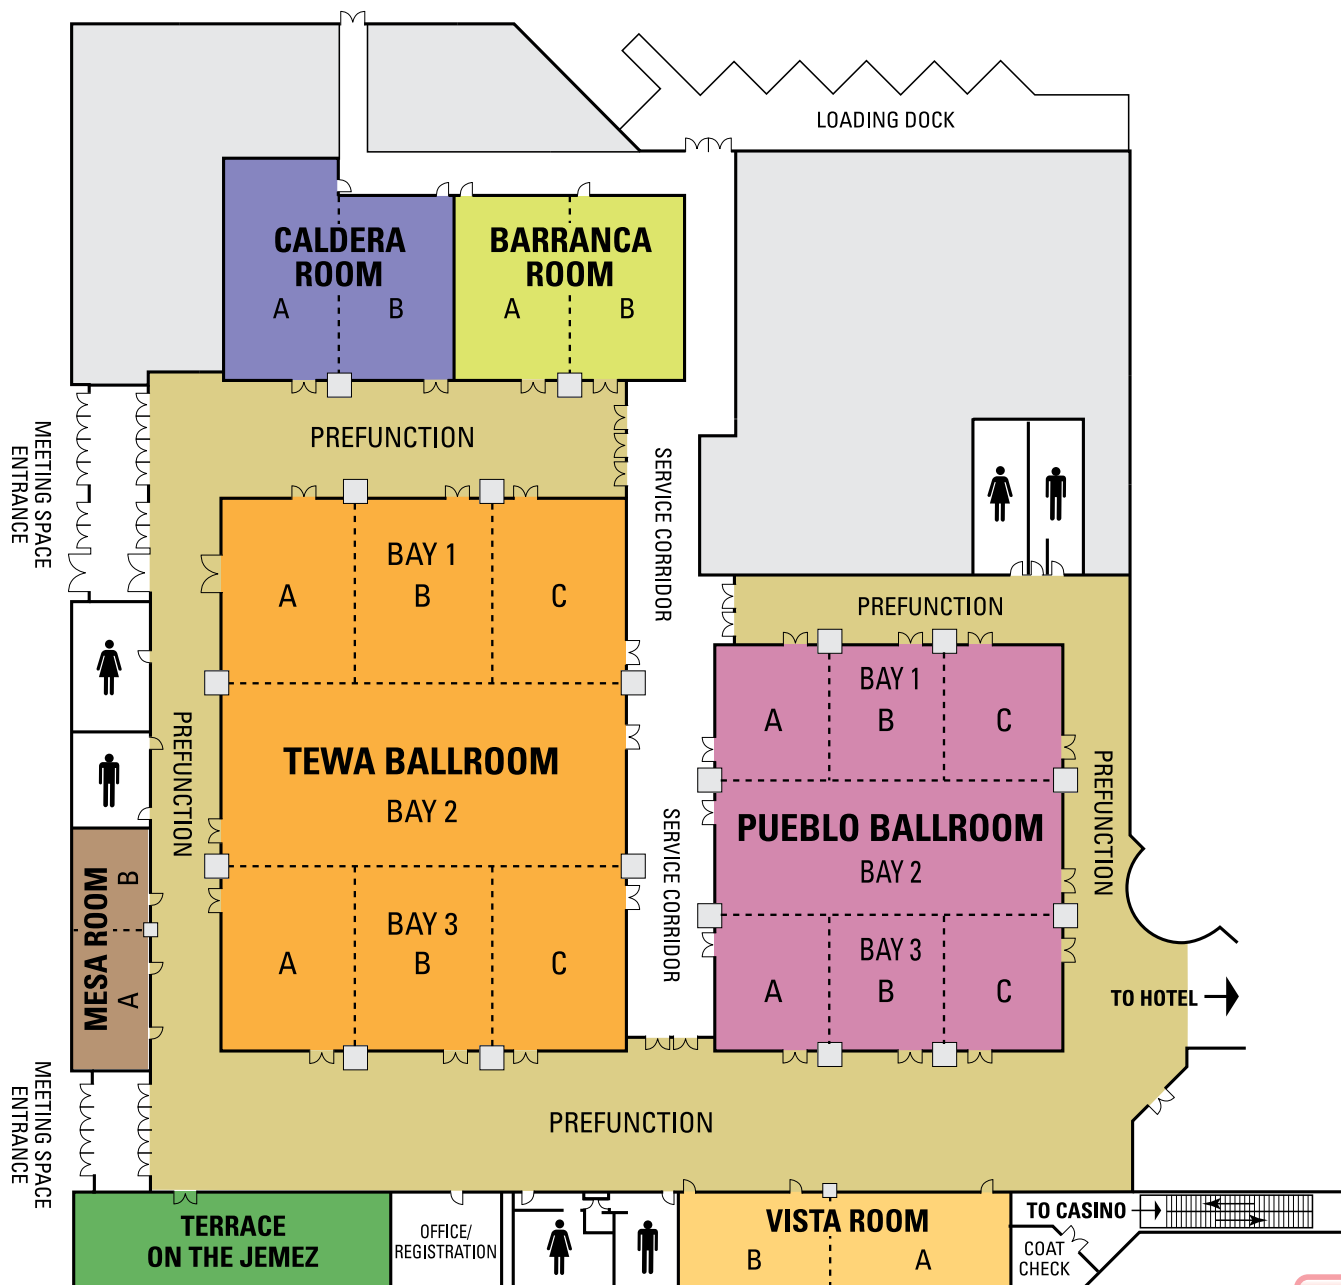 LOADING DOCK
CALDERA
ROOM
A
B
BARRANCA
ROOM
A
B
MEETING SPACE
ENTRANCE
PREFUNCTION
SERVICE CORRIDOR
BAY 1
A
B
C
PREFUNCTION
TEWA BALLROOM
BAY 2
BAY 3
A
B
C
PREFUNCTION
BAY 1
A
B
C
PUEBLO BALLROOM
BAY 2
BAY 3
A
B
C
PREFUNCTION
SERVICE CORRIDOR
MESA ROOM
B
A
TO HOTEL
MEETING SPACE
ENTRANCE
PREFUNCTION
TERRACE
ON THE JEMEZ
OFFICE/
REGISTRATION
VISTA ROOM
B
A
TO CASINO
COAT
CHECK